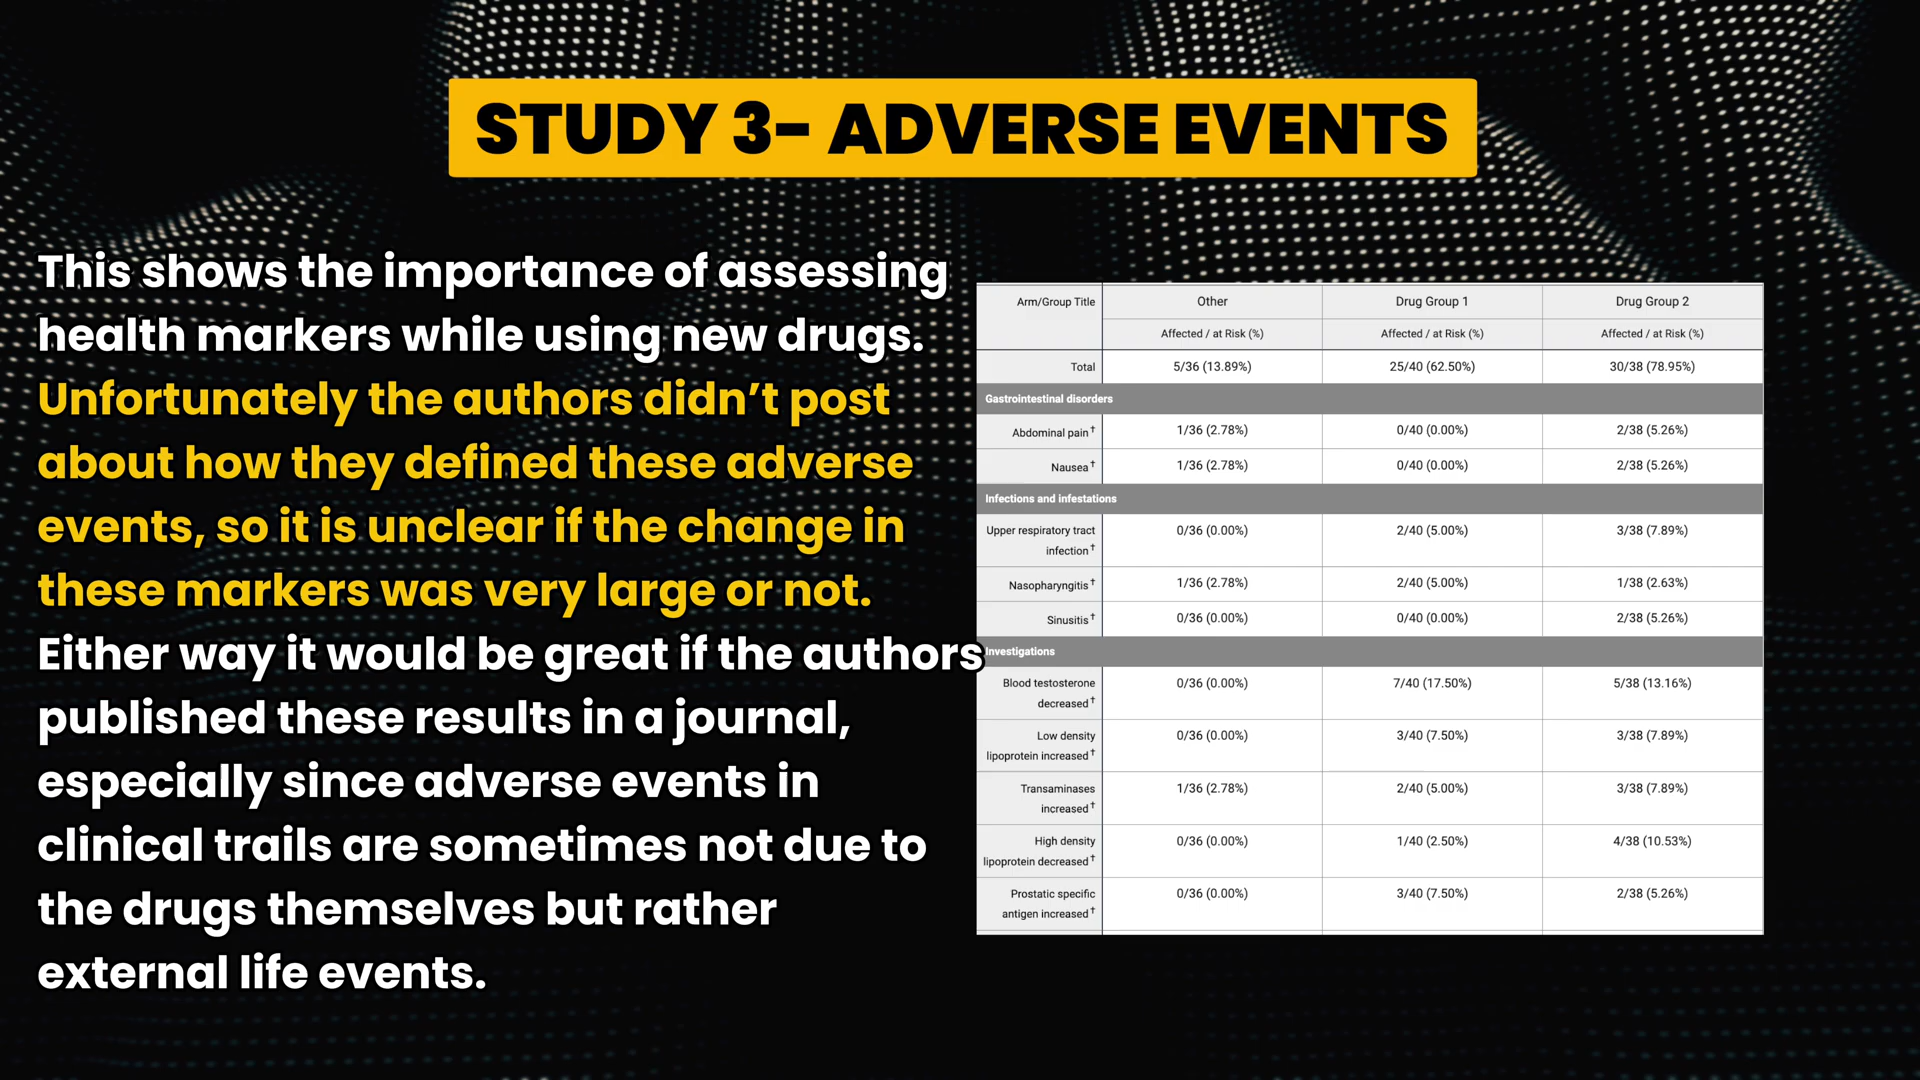 STUDY 3- ADVERSE EVENTS
This shows the importance of assessing
health markers while using new drugs.
Unfortunately the authors didn't post
about how they defined these adverse
events, so it is unclear if the change in
these markers was very large or not.
Either way it would be great if the authors
published these results in a journal,
especially since adverse events in
clinical trails are sometimes not due to
the drugs themselves but rather
external life events.
Arm/Group Title Other Drug Group 1 Drug Group 2
Affected / at Risk (%) Affected / at Risk (%) Affected / at Risk (%)
Total 5/36 (13.89%) 25/40 (62.50%) 30/38 (78.95%)
Gastrointestinal disorders
Abdominal pain † 1/36 (2.78%) 0/40 (0.00%) 2/38 (5.26%)
Nausea † 1/36 (2.78%) 0/40 (0.00%) 2/38 (5.26%)
Infections and infestations
Upper respiratory tract 0/36 (0.00%) 2/40 (5.00%) 3/38 (7.89%)
infection †
Nasopharyngitis † 1/36 (2.78%) 2/40 (5.00%) 1/38 (2.63%)
Sinusitis † 0/36 (0.00%) 0/40 (0.00%) 2/38 (5.26%)
Investigations
Blood testosterone 0/36 (0.00%) 7/40 (17.50%) 5/38 (13.16%)
decreased †
Low density 0/36 (0.00%) 3/40 (7.50%) 3/38 (7.89%)
lipoprotein increased †
Transaminases 1/36 (2.78%) 2/40 (5.00%) 3/38 (7.89%)
increased †
High density 0/36 (0.00%) 1/40 (2.50%) 4/38 (10.53%)
lipoprotein decreased †
Prostatic specific 0/36 (0.00%) 3/40 (7.50%) 2/38 (5.26%)
antigen increased †